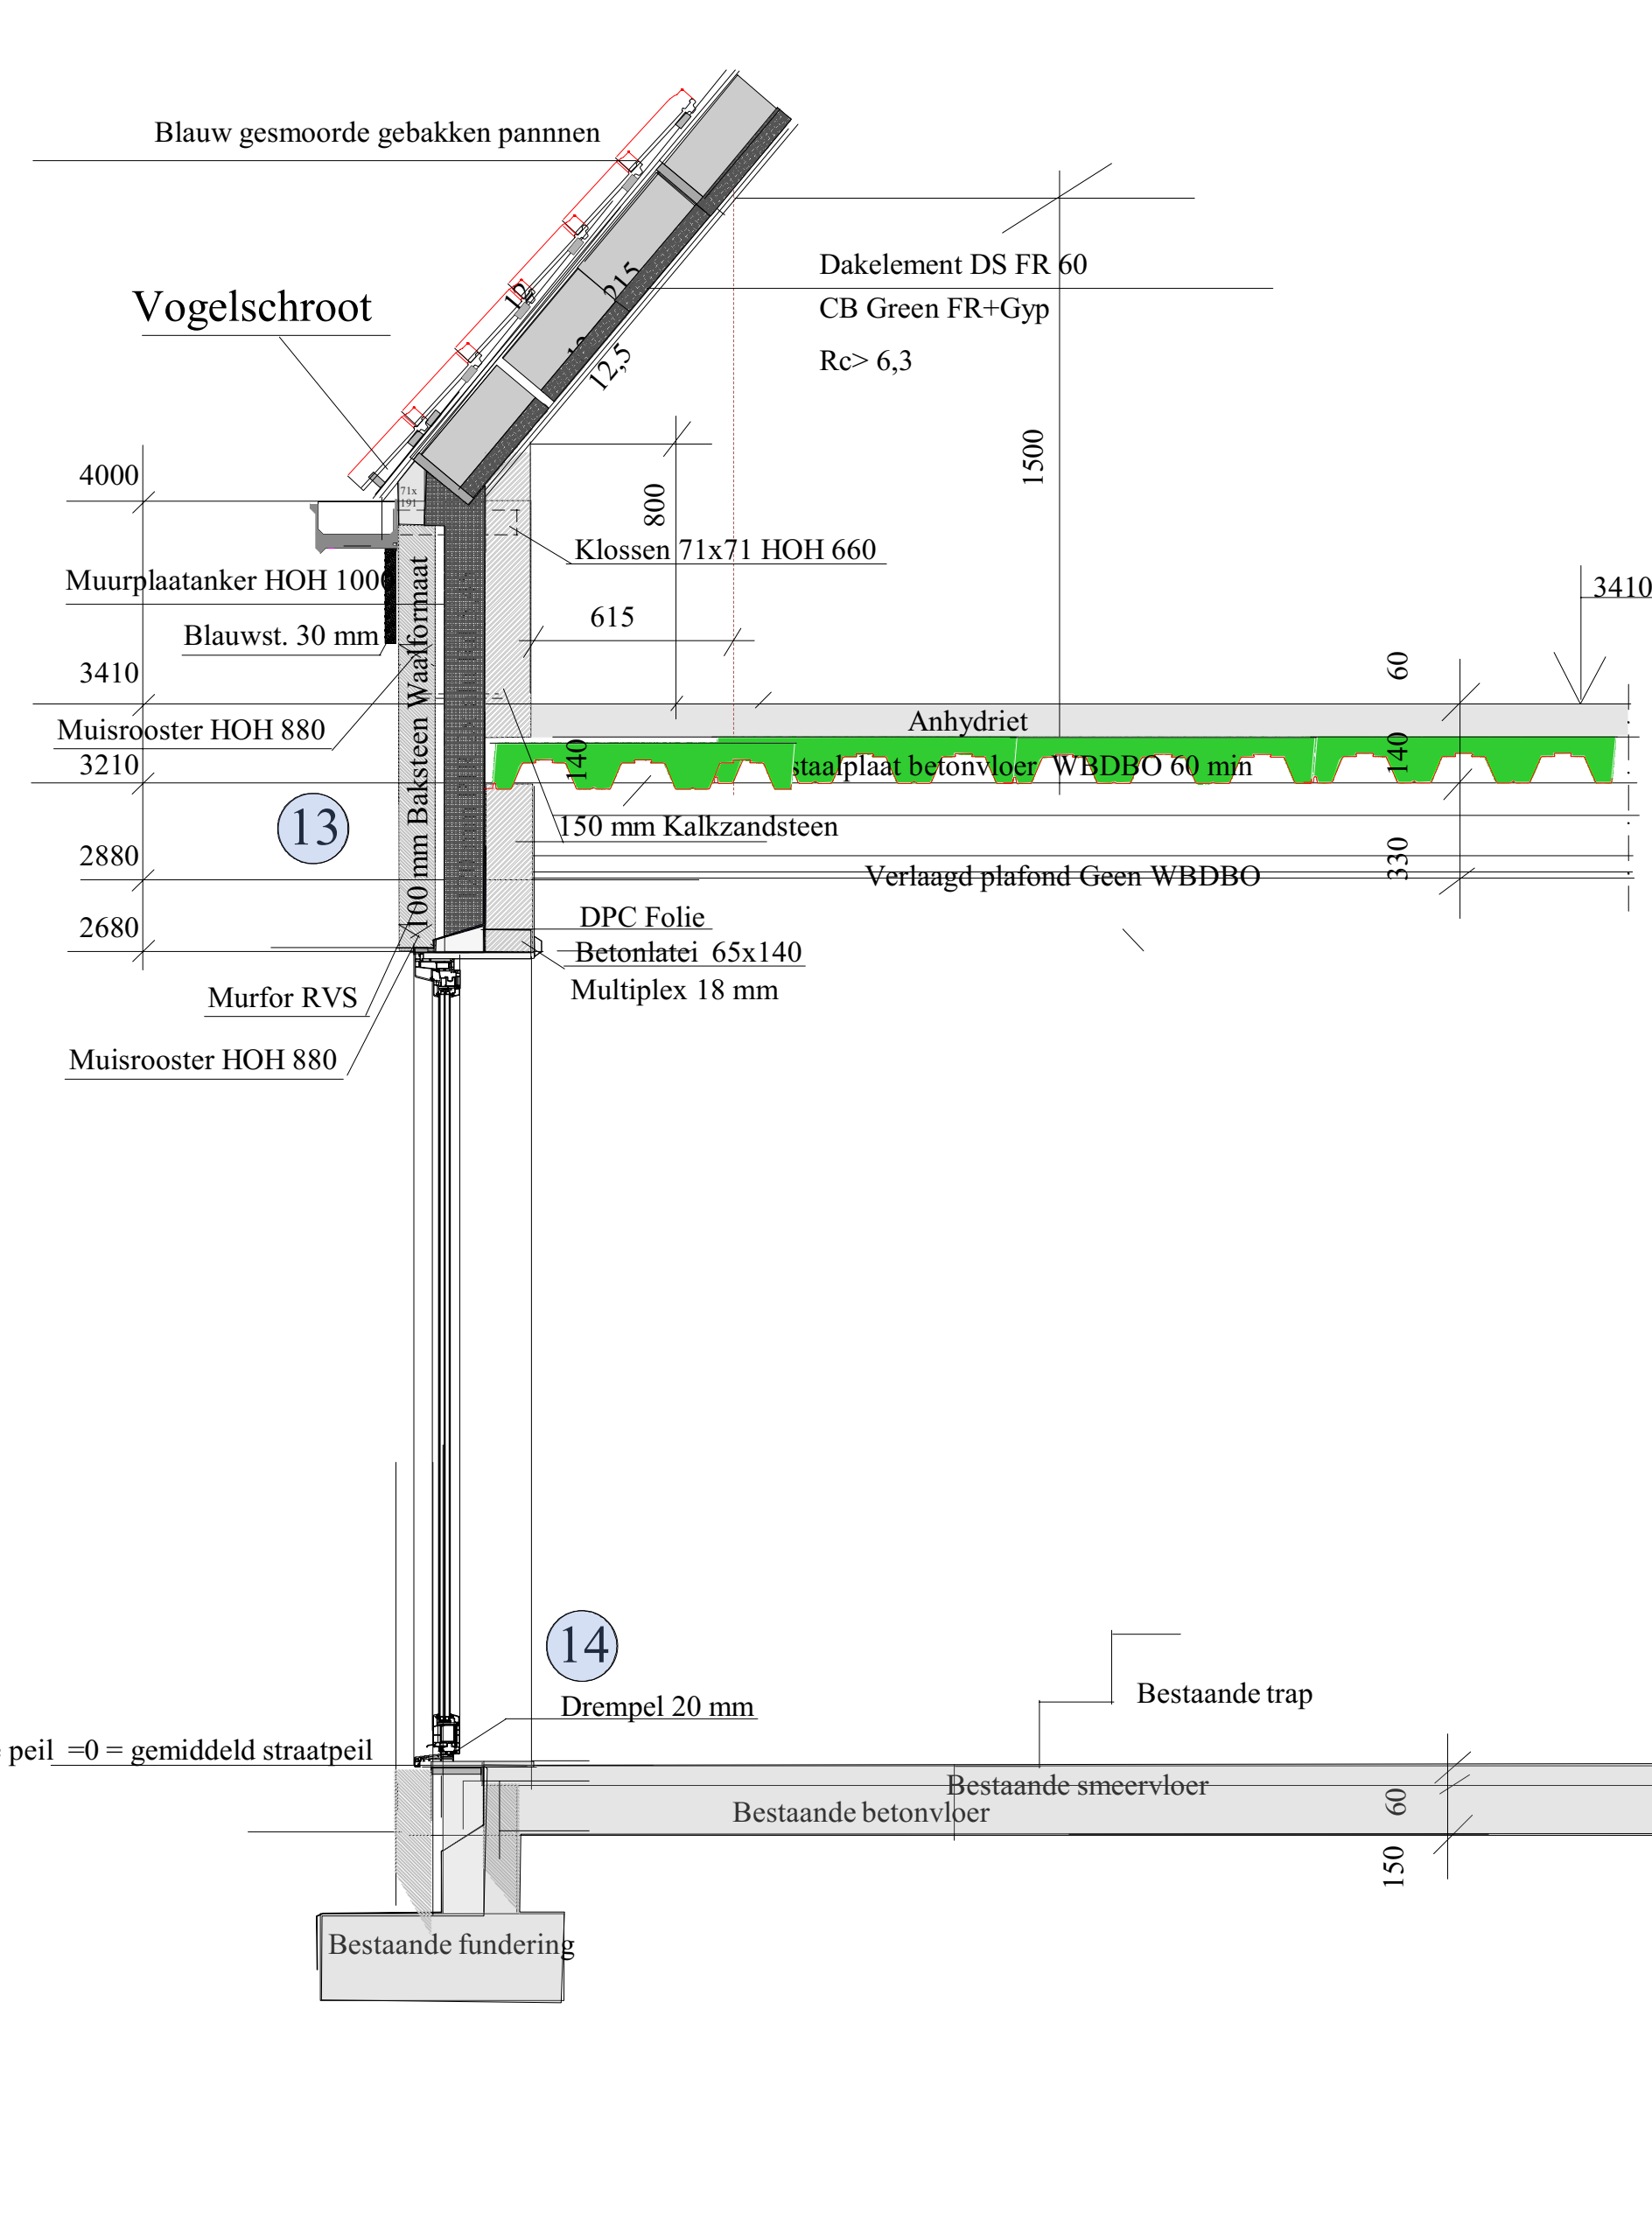 Blauw gesmoorde gebakken pannnen
Vogelschroot
12
215
12,5
Dakelement DS FR 60
CB Green FR+Gyp
Rc> 6,3
4000
71x
191
800
1500
Klossen 71x71 HOH 660
Muurplaatanker HOH 1000
Blauwst. 30 mm
615
3410
3410
60
Muisrooster HOH 880
Anhydriet
3210
140
staalplaat betonvloer WBDBO 60 min
140
13
100 mm Baksteen Waalformaat
150 mm Kalkzandsteen
2880
330
Verlaagd plafond Geen WBDBO
2680
DPC Folie
Betonlatei 65x140
Multiplex 18 mm
Murfor RVS
Muisrooster HOH 880
14
Drempel 20 mm
Bestaande trap
peil =0 = gemiddeld straatpeil
Bestaande smeervloer
Bestaande betonvloer
60
150
Bestaande fundering